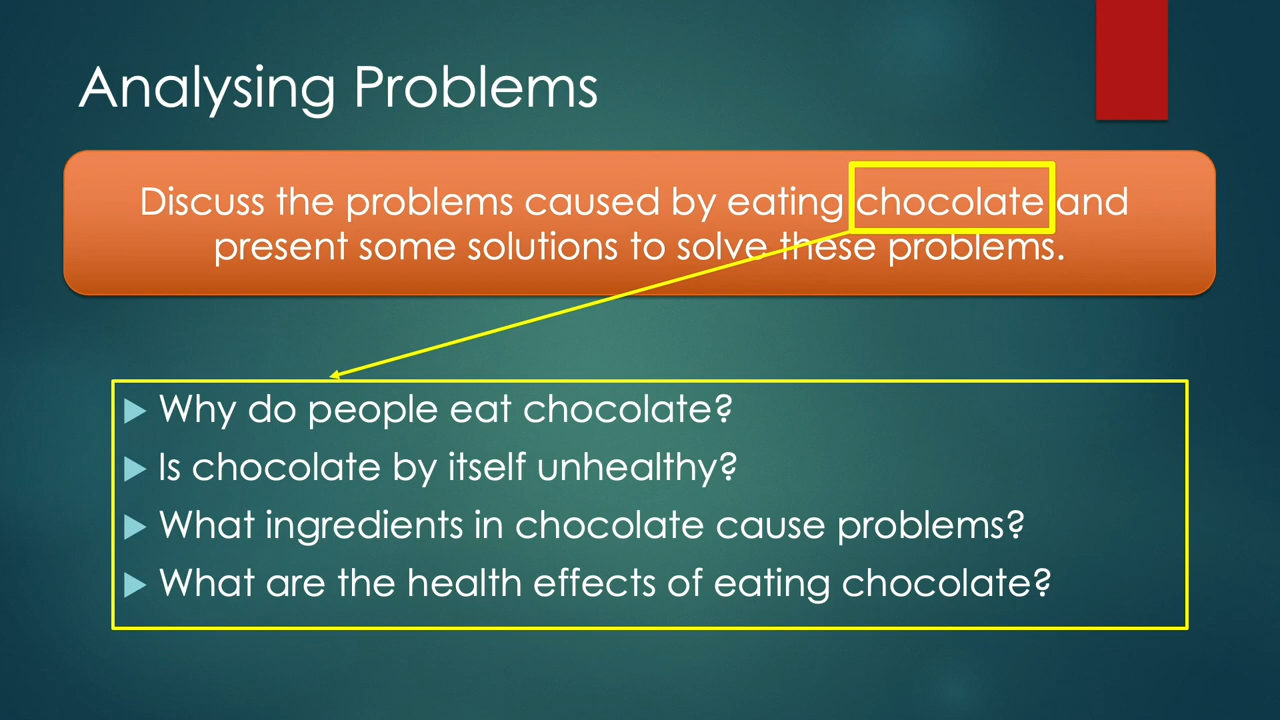 Analysing Problems
Discuss the problems caused by eating chocolate and
present some solutions to solve these problems.
Why do people eat chocolate?
Is chocolate by itself unhealthy?
What ingredients in chocolate cause problems?
What are the health effects of eating chocolate?